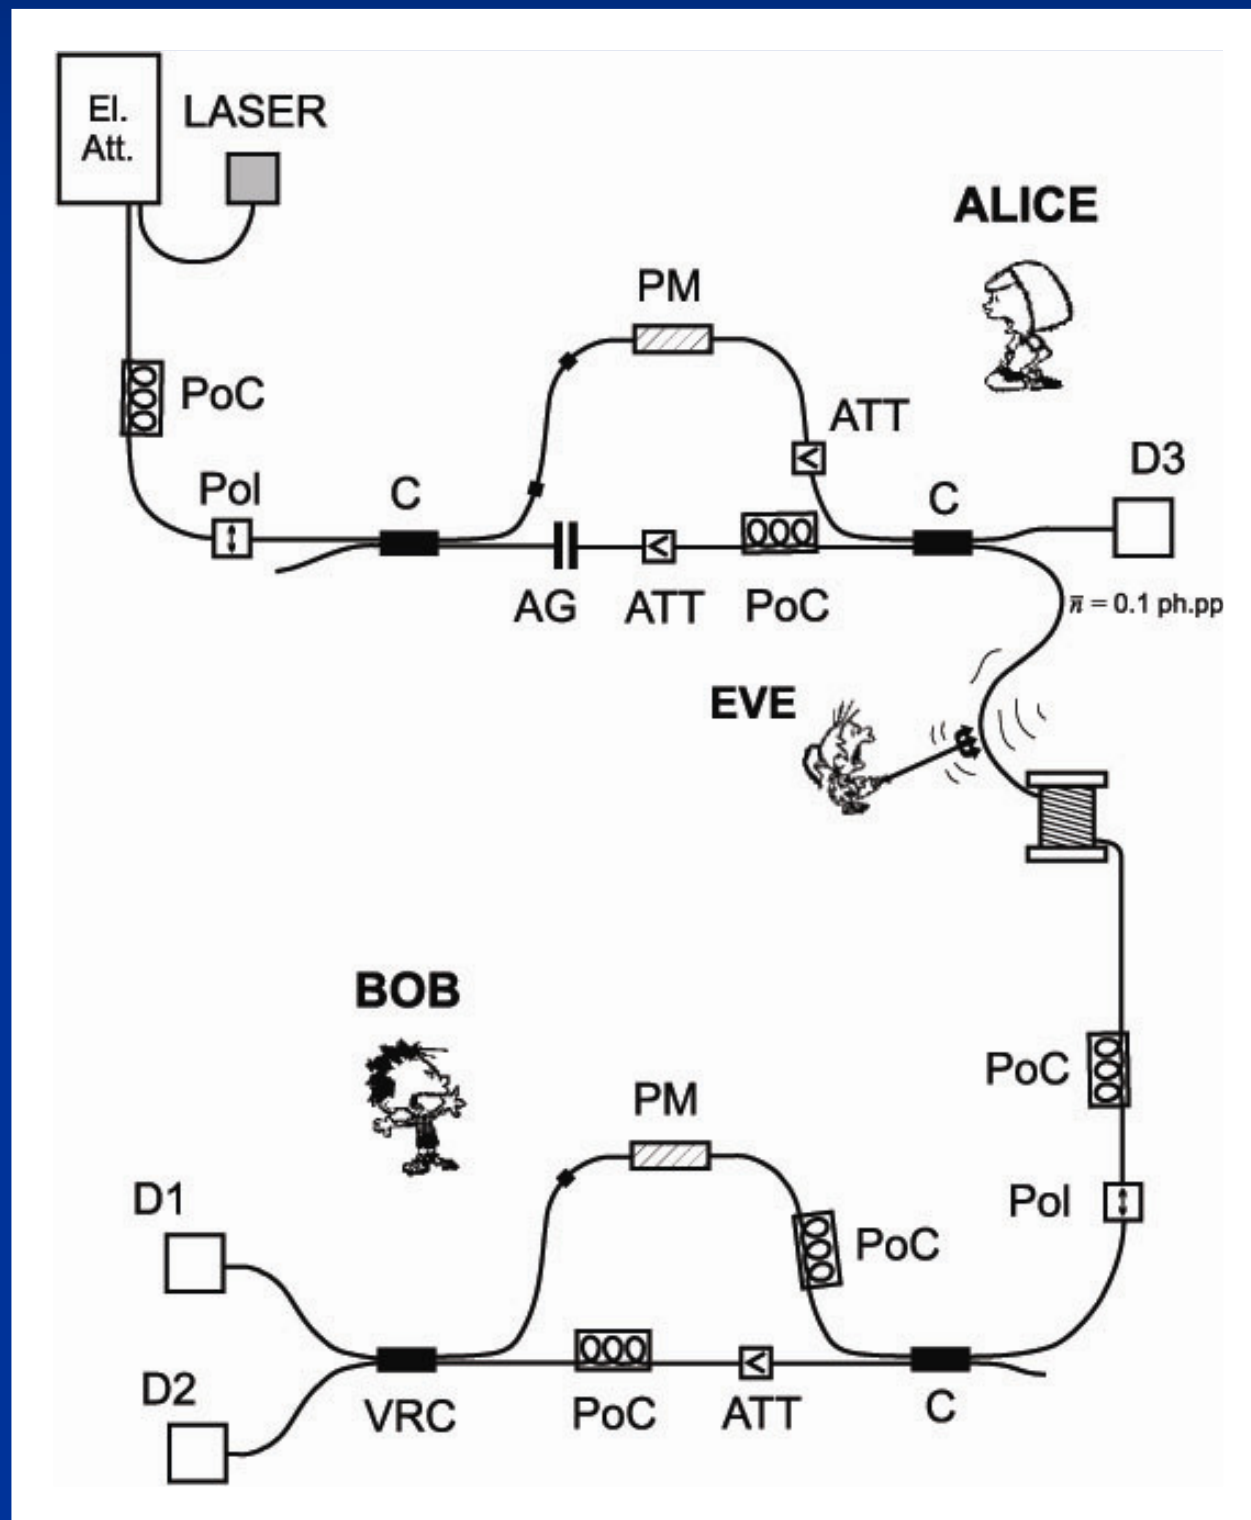 El.
Att.
LASER
ALICE
PM
PoC
ATT
Pol
C
C
D3
AG
ATT
PoC
n̅ = 0.1 ph.pp
EVE
BOB
PoC
PM
D1
Pol
PoC
D2
VRC
PoC
ATT
C